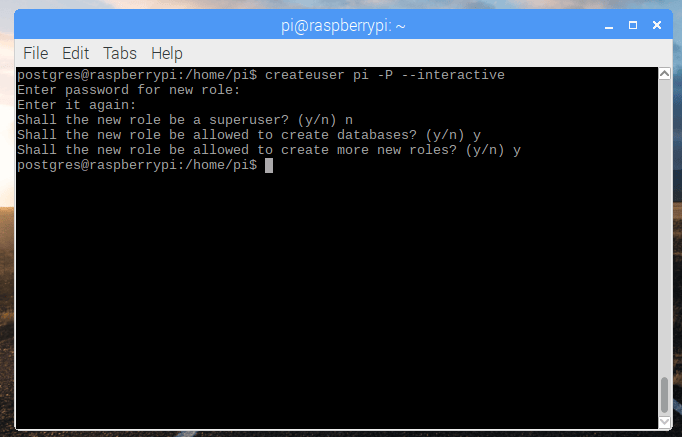 pi@raspberrypi: ~
File Edit Tabs Help
postgres@raspberrypi:/home/pi$ createuser pi -P --interactive
Enter password for new role:
Enter it again:
Shall the new role be a superuser? (y/n) n
Shall the new role be allowed to create databases? (y/n) y
Shall the new role be allowed to create more new roles? (y/n) y
postgres@raspberrypi:/home/pi$